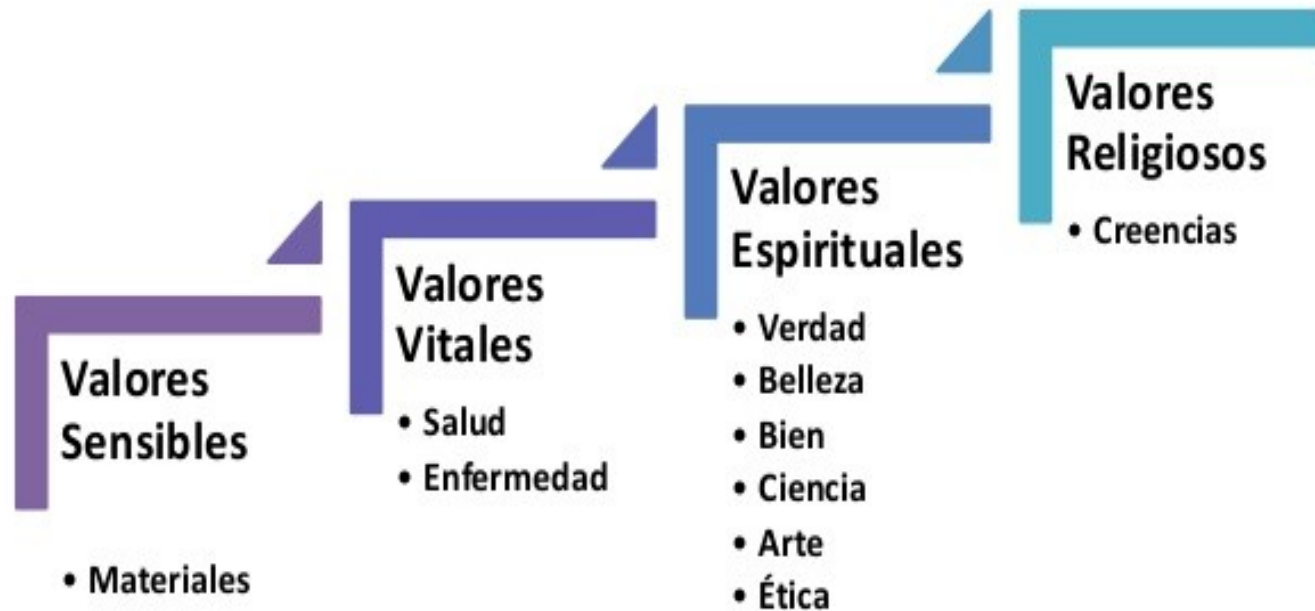 Valores
Sensibles
• Materiales
Valores
Vitales
• Salud
• Enfermedad
Valores
Espirituales
• Verdad
• Belleza
• Bien
• Ciencia
• Arte
• Ética
Valores
Religiosos
• Creencias